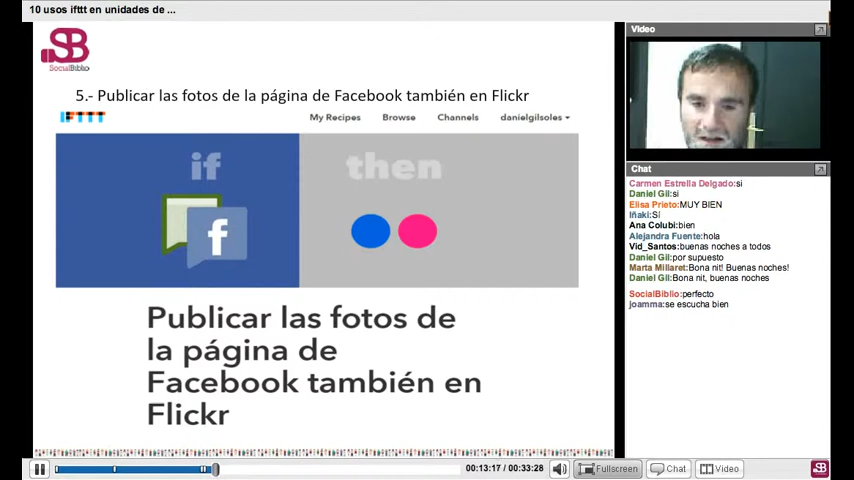 10 usos ifttt en unidades de ...
SB
SocialBiblio
5.- Publicar las fotos de la página de Facebook también en Flickr
IFTTT
My Recipes Browse Channels danielgilsoles
if then
f
Publicar las fotos de
la página de
Facebook también en
Flickr
Video
Chat
Carmen Estrella Delgado:si
Daniel Gil:si
Elisa Prieto:MUY BIEN
Iñaki:Sí
Ana Colubi:bien
Alejandra Fuente:hola
Vid_Santos:buenas noches a todos
Daniel Gil:por supuesto
Marta Millaret:Bona nit! Buenas noches!
Daniel Gil:Bona nit, buenas noches
SocialBiblio:perfecto
joamma:se escucha bien
00:13:17 / 00:33:28 Fullscreen Chat Video
SB